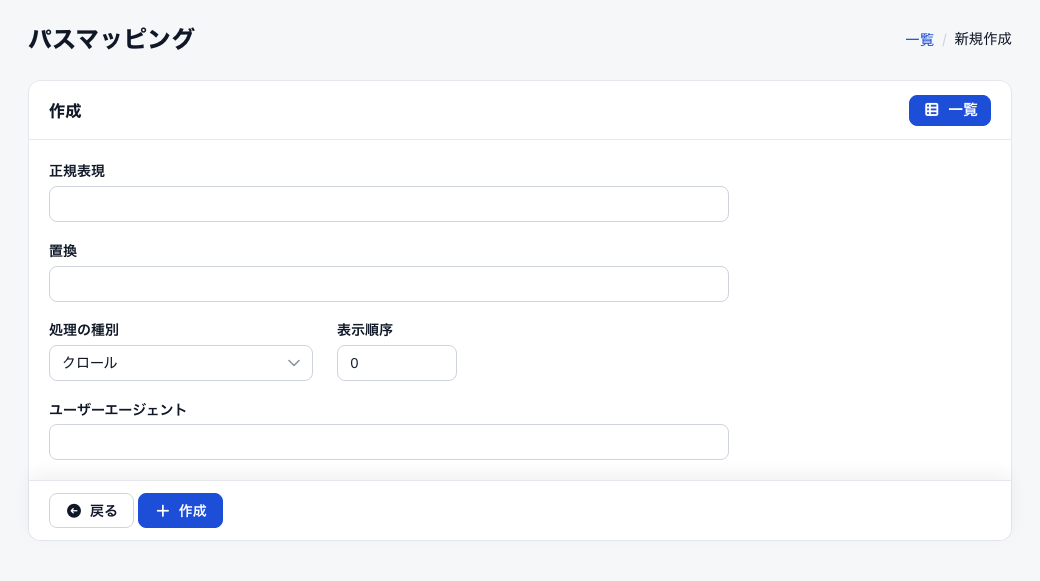 パスマッピング
一覧 / 新規作成
作成
一覧
正規表現
置換
処理の種別
表示順序
クロール
0
ユーザーエージェント
戻る
作成